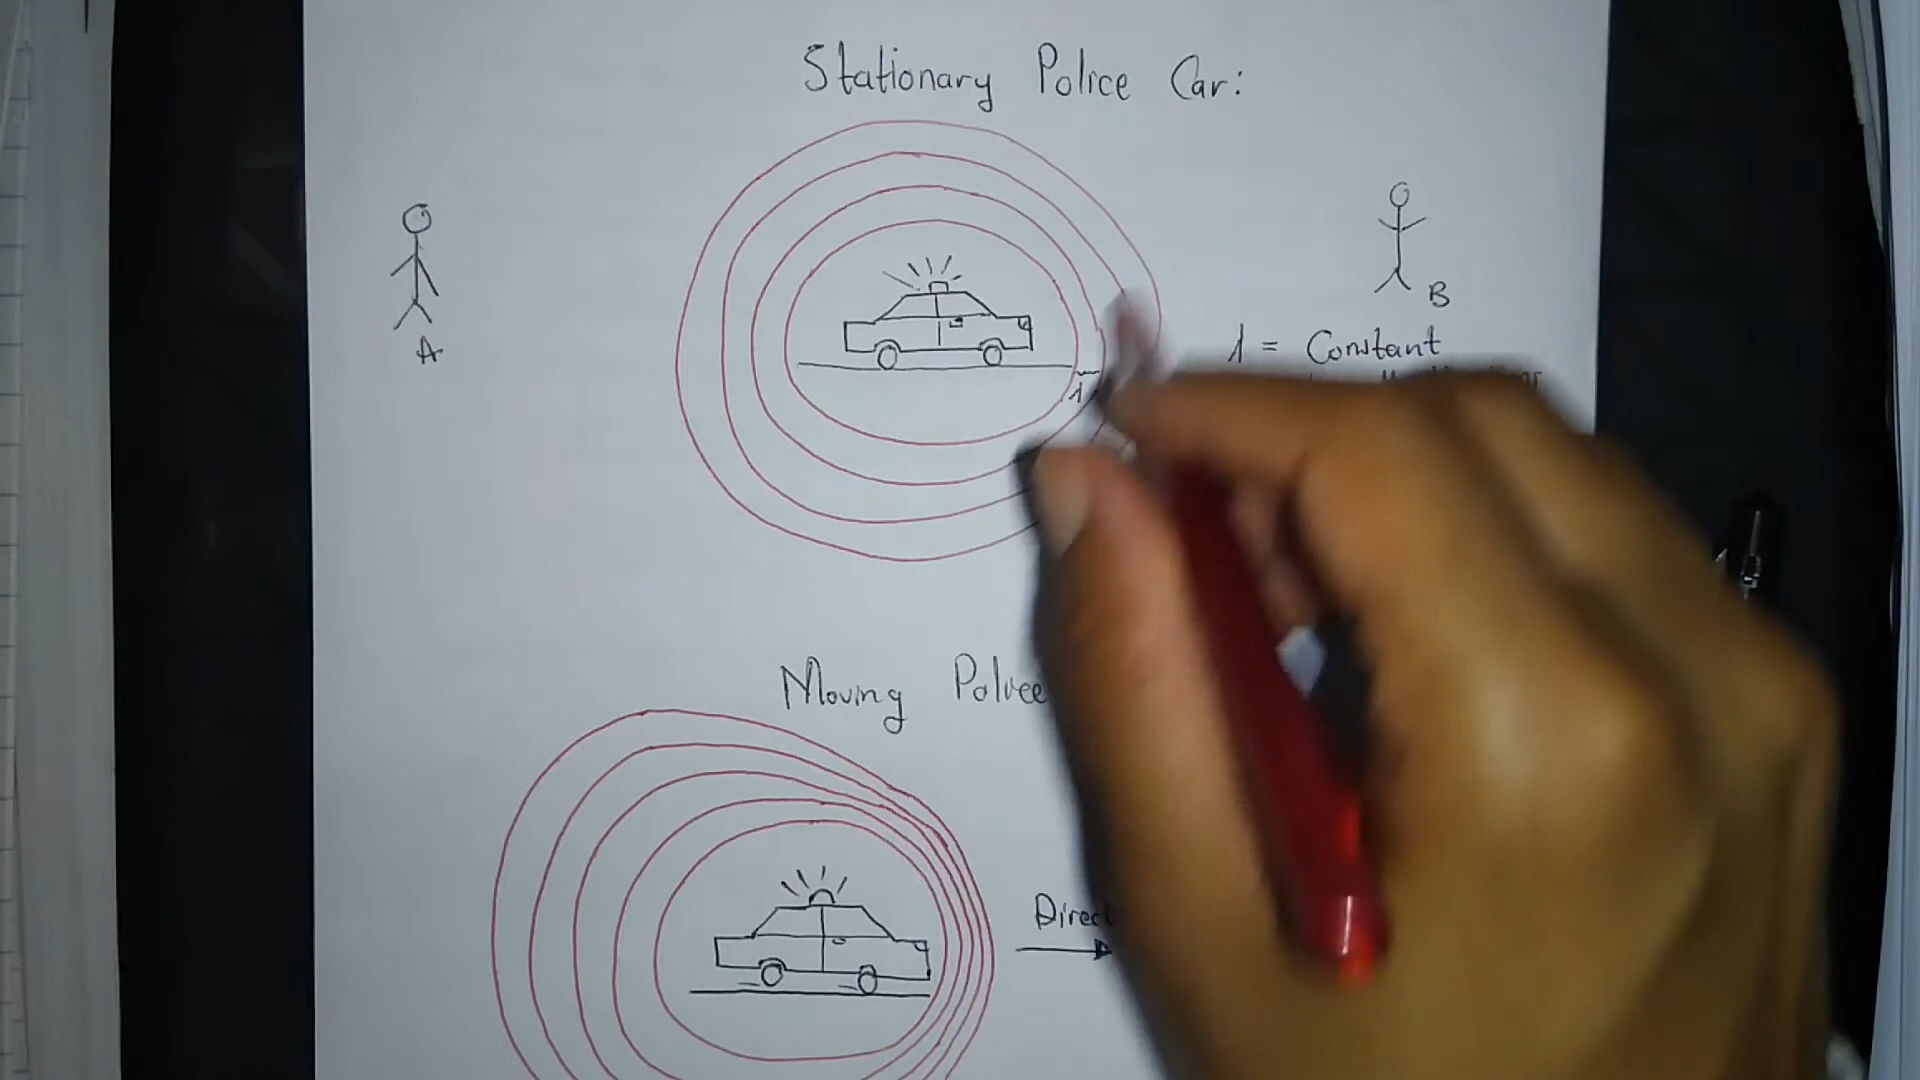 Stationary Police Car:
A
B
λ = Constant
λ
Moving Police
Direct